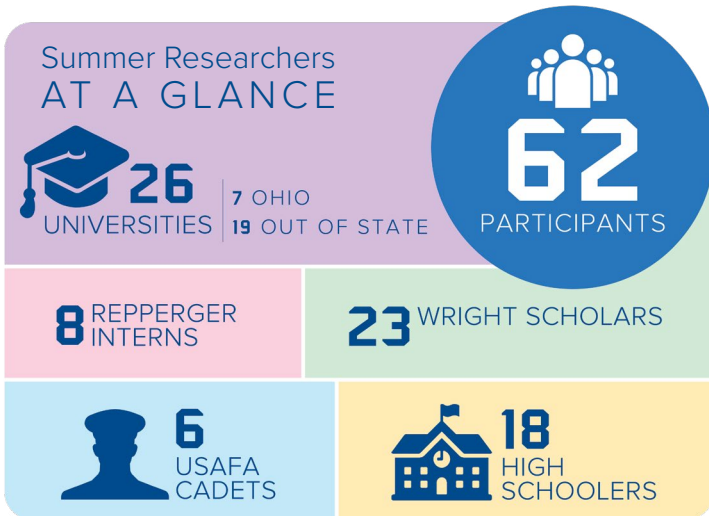 Summer Researchers
AT A GLANCE
62
PARTICIPANTS
26
UNIVERSITIES
7 OHIO
19 OUT OF STATE
8 REPPERGER
INTERNS
23 WRIGHT SCHOLARS
6
USAFA
CADETS
18
HIGH
SCHOOLERS